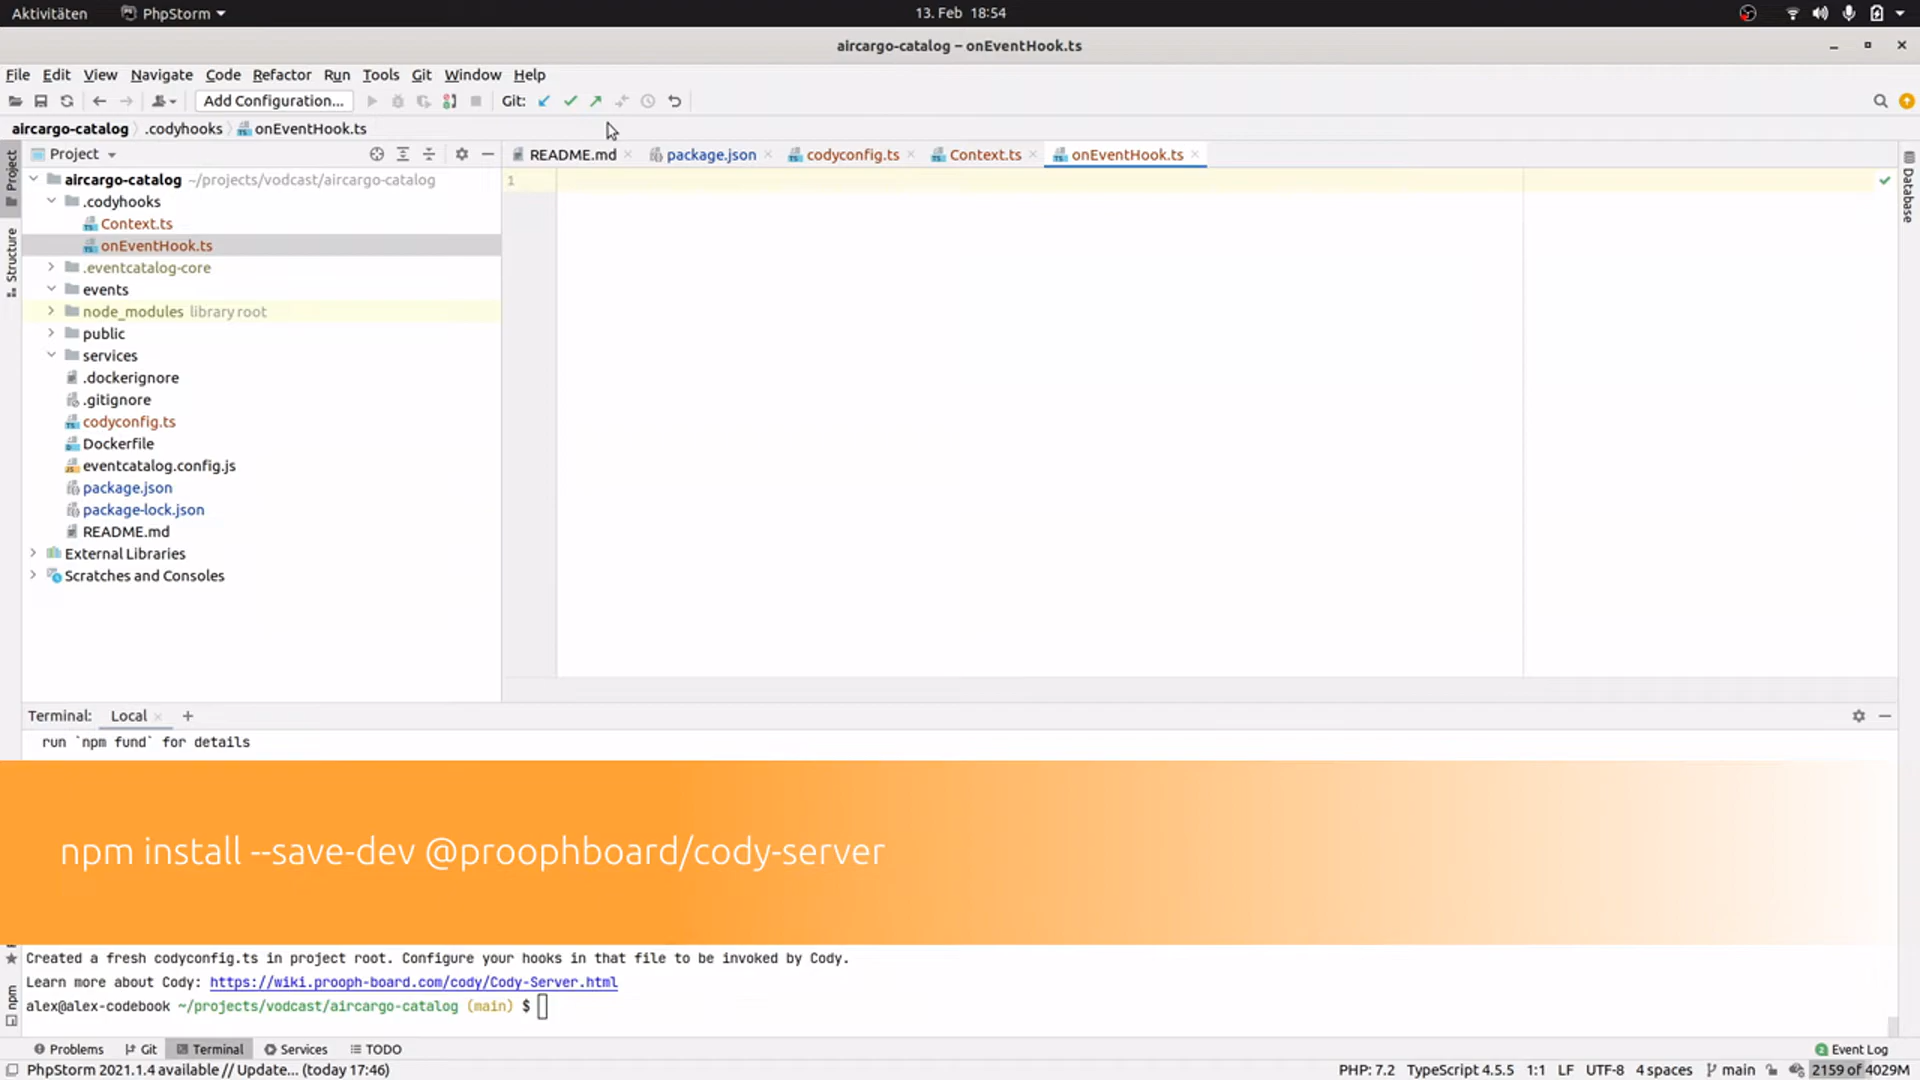 Aktivitäten PhpStorm 13. Feb 18:54
aircargo-catalog – onEventHook.ts
File Edit View Navigate Code Refactor Run Tools Git Window Help
Add Configuration... Git:
aircargo-catalog .codyhooks onEventHook.ts
Project README.md package.json codyconfig.ts Context.ts onEventHook.ts
Project
Structure
npm
Database
aircargo-catalog ~/projects/vodcast/aircargo-catalog
.codyhooks
Context.ts
onEventHook.ts
.eventcatalog-core
events
node_modules library root
public
services
.dockerignore
.gitignore
codyconfig.ts
Dockerfile
eventcatalog.config.js
package.json
package-lock.json
README.md
External Libraries
Scratches and Consoles
1
Terminal: Local
run `npm fund` for details
npm install --save-dev @proophboard/cody-server
Created a fresh codyconfig.ts in project root. Configure your hooks in that file to be invoked by Cody.
Learn more about Cody: https://wiki.prooph-board.com/cody/Cody-Server.html
alex@alex-codebook ~/projects/vodcast/aircargo-catalog (main) $
Problems Git Terminal Services TODO 2 Event Log
PhpStorm 2021.1.4 available // Update... (today 17:46) PHP: 7.2 TypeScript 4.5.5 1:1 LF UTF-8 4 spaces main 2159 of 4029M